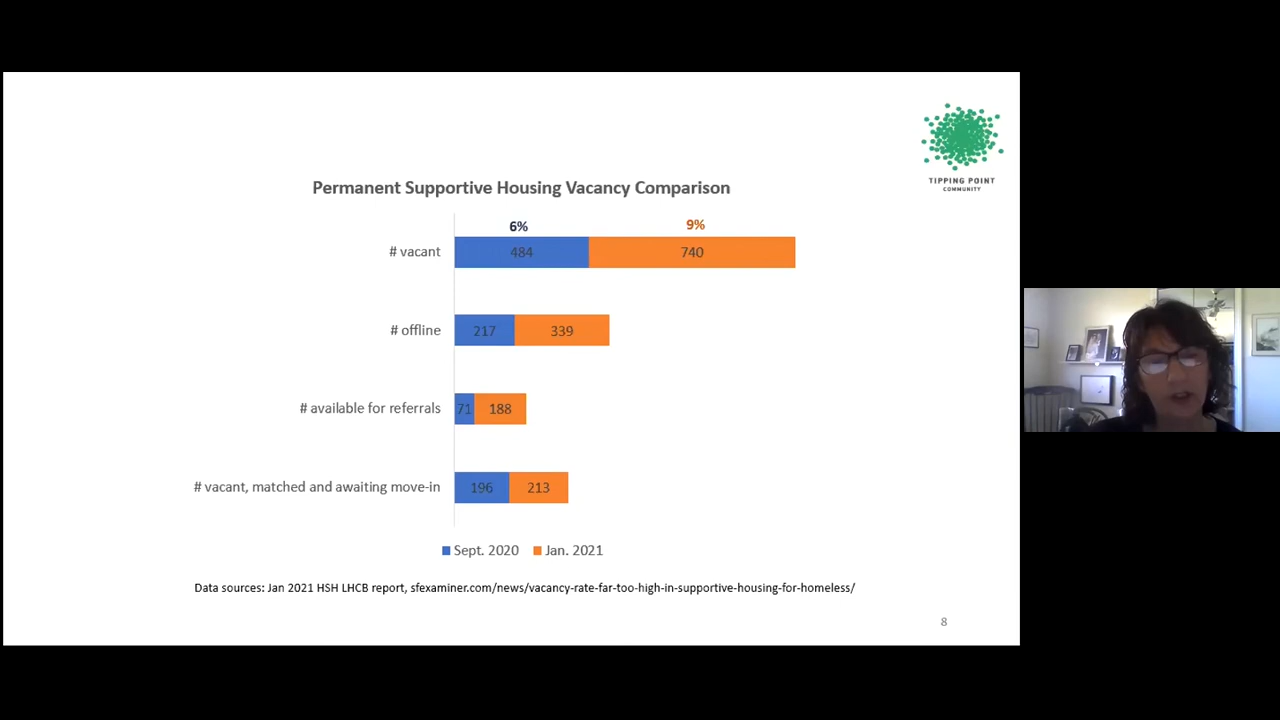 TIPPING POINT
COMMUNITY
Permanent Supportive Housing Vacancy Comparison
6% 9%
# vacant 484 740
# offline 217 339
# available for referrals 71 188
# vacant, matched and awaiting move-in 196 213
Sept. 2020 Jan. 2021
Data sources: Jan 2021 HSH LHCB report, sfexaminer.com/news/vacancy-rate-far-too-high-in-supportive-housing-for-homeless/
8